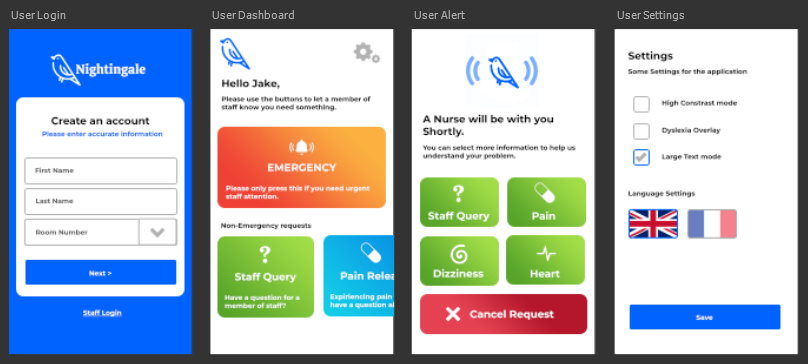 User Login
Nightingale
Create an account
Please enter accurate information
First Name
Last Name
Room Number
Next >
Staff Login
User Dashboard
Hello Jake,
Please use the buttons to let a member of
staff know you need something.
EMERGENCY
Please only press this if you need urgent
staff attention.
Non-Emergency requests
Staff Query
Have a question for a
member of staff?
Pain Relea
Expiriencing pain
have a question a
User Alert
A Nurse will be with you
Shortly.
You can select more information to help us
understand your problem.
Staff Query
Pain
Dizziness
Heart
Cancel Request
User Settings
Settings
Some Settings for the application
High Constrast mode
Dyslexia Overlay
Large Text mode
Language Settings
Save